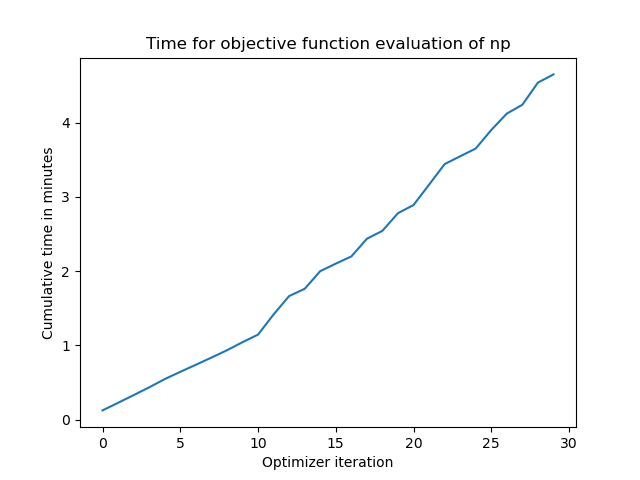 Time for objective function evaluation of np
Cumulative time in minutes
4
3
2
1
0
0 5 10 15 20 25 30
Optimizer iteration